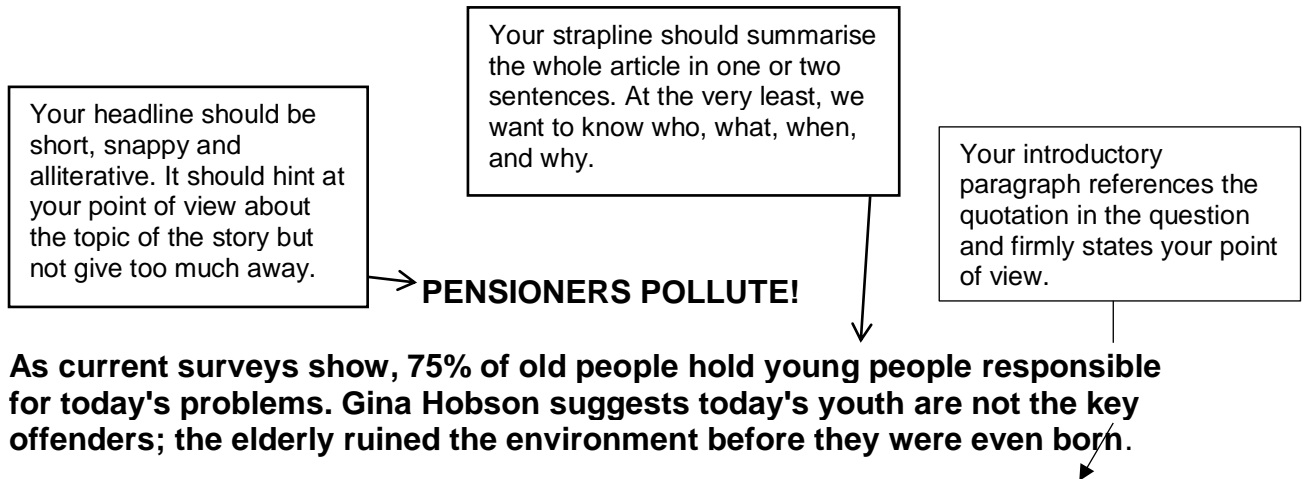 Your strapline should summarise
the whole article in one or two
sentences. At the very least, we
want to know who, what, when,
and why.
Your headline should be
short, snappy and
alliterative. It should hint at
your point of view about
the topic of the story but
not give too much away.
Your introductory
paragraph references the
quotation in the question
and firmly states your point
of view.
PENSIONERS POLLUTE!
As current surveys show, 75% of old people hold young people responsible
for today's problems. Gina Hobson suggests today's youth are not the key
offenders; the elderly ruined the environment before they were even born.